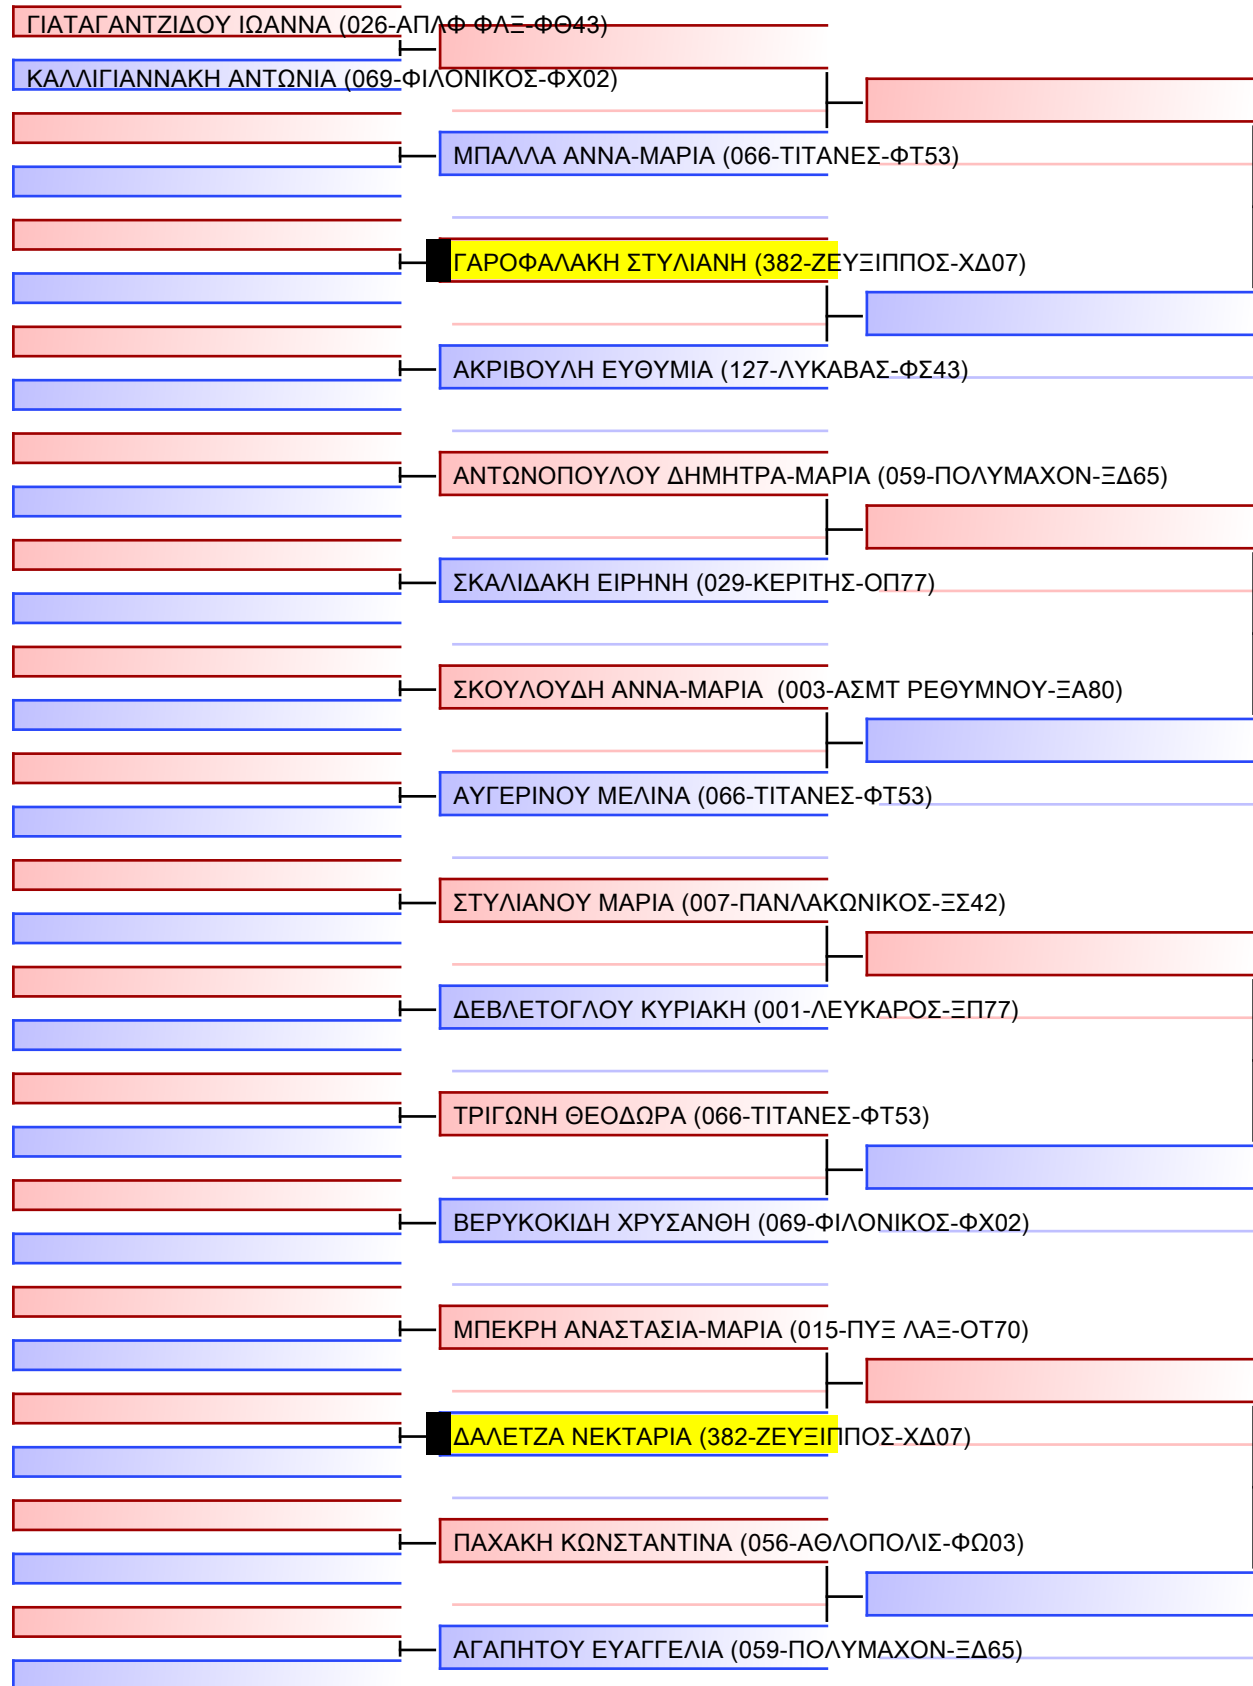 ΓΙΑΤΑΓΑΝΤΖΙΔΟΥ ΙΩΑΝΝΑ (026-ΑΠΛΦ ΦΛΞ-ΦΘ43)
ΚΑΛΛΙΓΙΑΝΝΑΚΗ ΑΝΤΩΝΙΑ (069-ΦΙΛΟΝΙΚΟΣ-ΦΧ02)
ΜΠΑΛΛΑ ΑΝΝΑ-ΜΑΡΙΑ (066-ΤΙΤΑΝΕΣ-ΦΤ53)
ΓΑΡΟΦΑΛΑΚΗ ΣΤΥΛΙΑΝΗ (382-ΖΕΥΞΙΠΠΟΣ-ΧΔ07)
ΑΚΡΙΒΟΥΛΗ ΕΥΘΥΜΙΑ (127-ΛΥΚΑΒΑΣ-ΦΣ43)
ΑΝΤΩΝΟΠΟΥΛΟΥ ΔΗΜΗΤΡΑ-ΜΑΡΙΑ (059-ΠΟΛΥΜΑΧΟΝ-ΞΔ65)
ΣΚΑΛΙΔΑΚΗ ΕΙΡΗΝΗ (029-ΚΕΡΙΤΗΣ-ΟΠ77)
ΣΚΟΥΛΟΥΔΗ ΑΝΝΑ-ΜΑΡΙΑ  (003-ΑΣΜΤ ΡΕΘΥΜΝΟΥ-ΞΑ80)
ΑΥΓΕΡΙΝΟΥ ΜΕΛΙΝΑ (066-ΤΙΤΑΝΕΣ-ΦΤ53)
ΣΤΥΛΙΑΝΟΥ ΜΑΡΙΑ (007-ΠΑΝΛΑΚΩΝΙΚΟΣ-ΞΣ42)
ΔΕΒΛΕΤΟΓΛΟΥ ΚΥΡΙΑΚΗ (001-ΛΕΥΚΑΡΟΣ-ΞΠ77)
ΤΡΙΓΩΝΗ ΘΕΟΔΩΡΑ (066-ΤΙΤΑΝΕΣ-ΦΤ53)
ΒΕΡΥΚΟΚΙΔΗ ΧΡΥΣΑΝΘΗ (069-ΦΙΛΟΝΙΚΟΣ-ΦΧ02)
ΜΠΕΚΡΗ ΑΝΑΣΤΑΣΙΑ-ΜΑΡΙΑ (015-ΠΥΞ ΛΑΞ-ΟΤ70)
ΔΑΛΕΤΖΑ ΝΕΚΤΑΡΙΑ (382-ΖΕΥΞΙΠΠΟΣ-ΧΔ07)
ΠΑΧΑΚΗ ΚΩΝΣΤΑΝΤΙΝΑ (056-ΑΘΛΟΠΟΛΙΣ-ΦΩ03)
ΑΓΑΠΗΤΟΥ ΕΥΑΓΓΕΛΙΑ (059-ΠΟΛΥΜΑΧΟΝ-ΞΔ65)